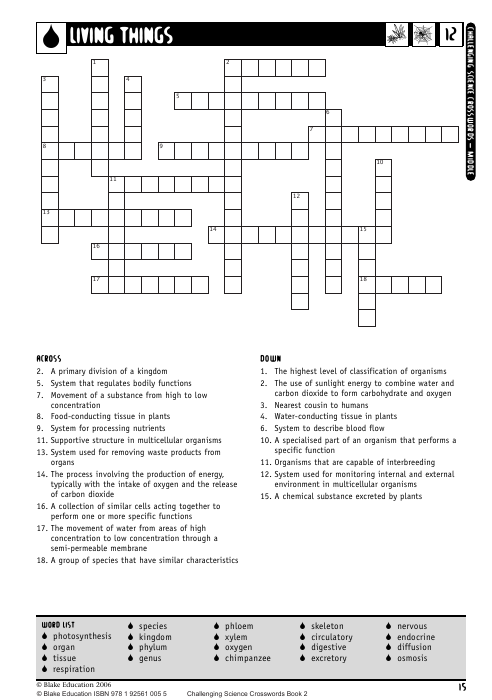 LIVING THINGS
12
CHALLENGING SCIENCE CROSSWORDS – MIDDLE
1
2
3
4
5
6
7
8
9
10
11
12
13
14
15
16
17
18
ACROSS
2. A primary division of a kingdom
5. System that regulates bodily functions
7. Movement of a substance from high to low
concentration
8. Food-conducting tissue in plants
9. System for processing nutrients
11. Supportive structure in multicellular organisms
13. System used for removing waste products from
organs
14. The process involving the production of energy,
typically with the intake of oxygen and the release
of carbon dioxide
16. A collection of similar cells acting together to
perform one or more specific functions
17. The movement of water from areas of high
concentration to low concentration through a
semi-permeable membrane
18. A group of species that have similar characteristics
DOWN
1. The highest level of classification of organisms
2. The use of sunlight energy to combine water and
carbon dioxide to form carbohydrate and oxygen
3. Nearest cousin to humans
4. Water-conducting tissue in plants
6. System to describe blood flow
10. A specialised part of an organism that performs a
specific function
11. Organisms that are capable of interbreeding
12. System used for monitoring internal and external
environment in multicellular organisms
15. A chemical substance excreted by plants
WORD LIST
photosynthesis
organ
tissue
respiration
species
kingdom
phylum
genus
phloem
xylem
oxygen
chimpanzee
skeleton
circulatory
digestive
excretory
nervous
endocrine
diffusion
osmosis
© Blake Education 2006
15
© Blake Education ISBN 978 1 92561 005 5 Challenging Science Crosswords Book 2